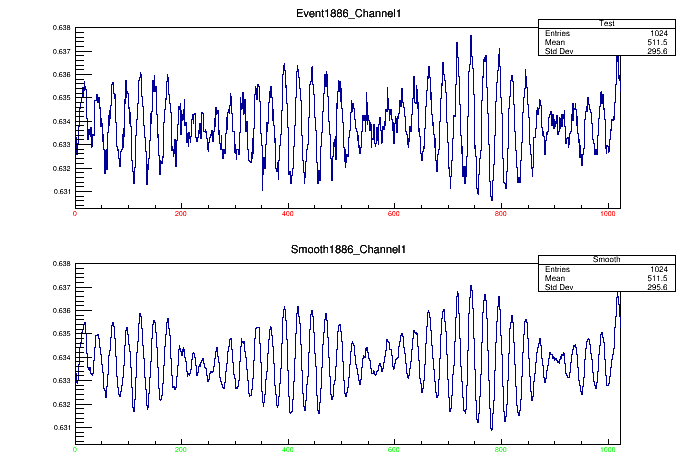 Event1886_Channel1
Test
Entries 1024
Mean 511.5
Std Dev 295.6
0.638
0.637
0.636
0.635
0.634
0.633
0.632
0.631
0 200 400 600 800 1000
Smooth1886_Channel1
Smooth
Entries 1024
Mean 511.5
Std Dev 295.6
0.638
0.637
0.636
0.635
0.634
0.633
0.632
0.631
0 200 400 600 800 1000